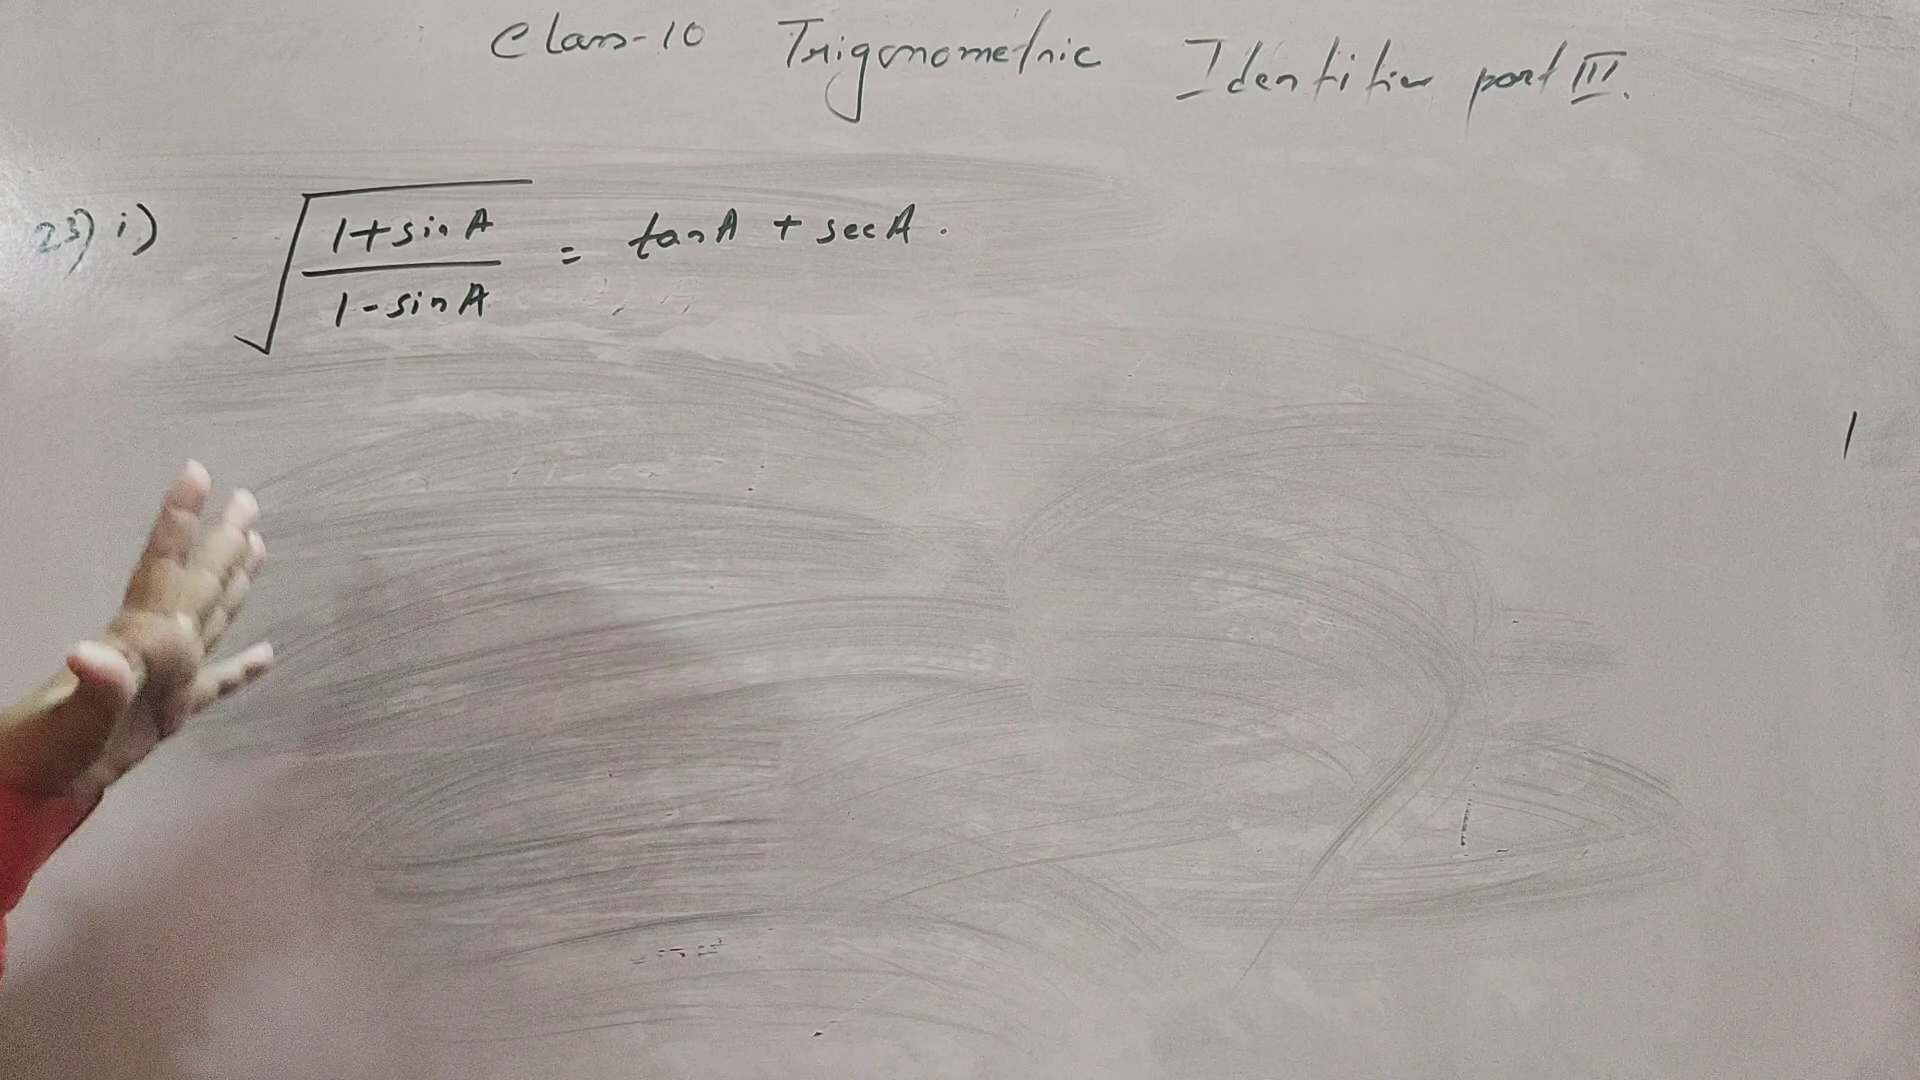 Class-10 Trigonometric Identities part III.
23) i) √(1+sinA / 1-sinA) = tanA + secA.